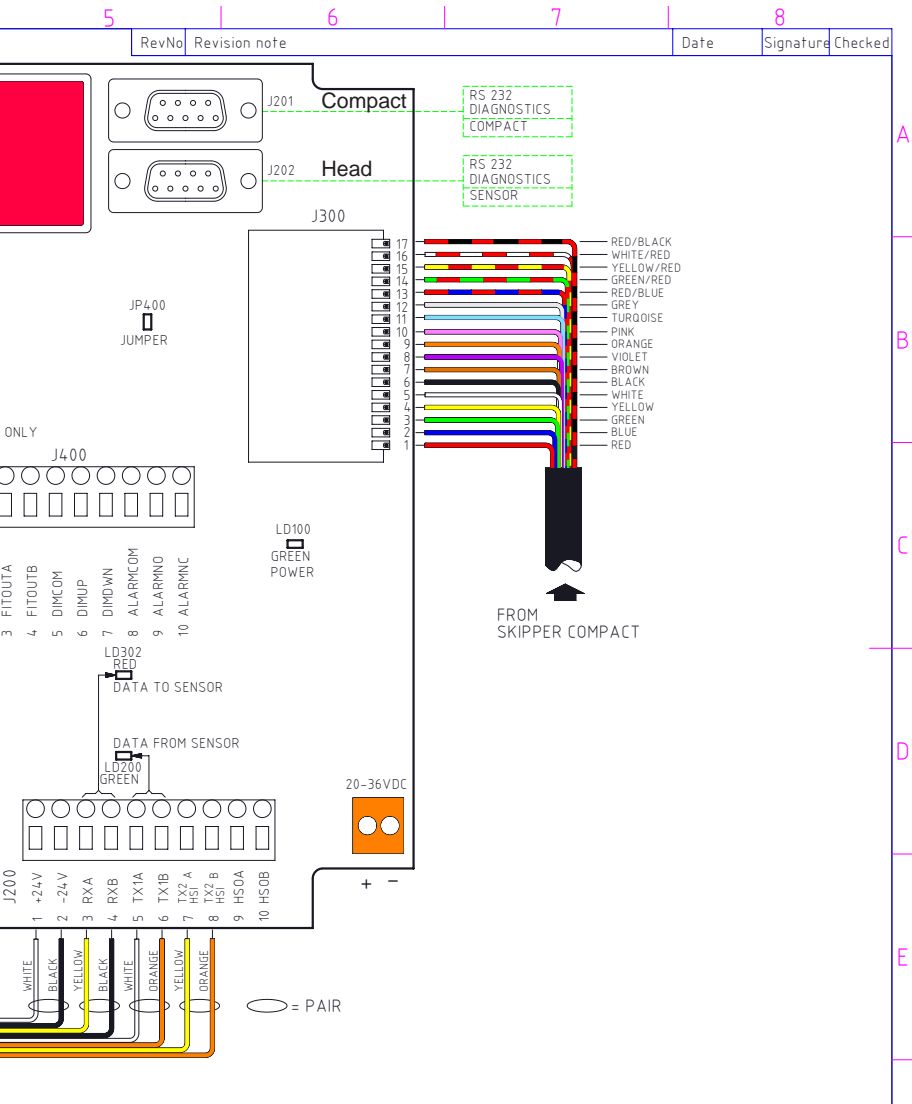 5 6 7 8
RevNo Revision note Date Signature Checked
A
B
C
D
E
J201 Compact
RS 232
DIAGNOSTICS
COMPACT
J202 Head
RS 232
DIAGNOSTICS
SENSOR
J300
17 RED/BLACK
16 WHITE/RED
15 YELLOW/RED
14 GREEN/RED
13 RED/BLUE
12 GREY
11 TURQOISE
10 PINK
9 ORANGE
8 VIOLET
7 BROWN
6 BLACK
5 WHITE
4 YELLOW
3 GREEN
2 BLUE
1 RED
JP400
JUMPER
ONLY
J400
3 FITOUTA
4 FITOUTB
5 DIMCOM
6 DIMUP
7 DIMDWN
8 ALARMCOM
9 ALARMNO
10 ALARMNC
LD100
GREEN
POWER
FROM
SKIPPER COMPACT
LD302
RED
DATA TO SENSOR
DATA FROM SENSOR
LD200
GREEN
20-36VDC
+ −
J200
1 +24V
2 -24V
3 RXA
4 RXB
5 TX1A
6 TX1B
7 TX2 A
HSI
8 TX2 B
HSI
9 HSOA
10 HSOB
WHITE
BLACK
YELLOW
BLACK
WHITE
ORANGE
YELLOW
ORANGE
= PAIR